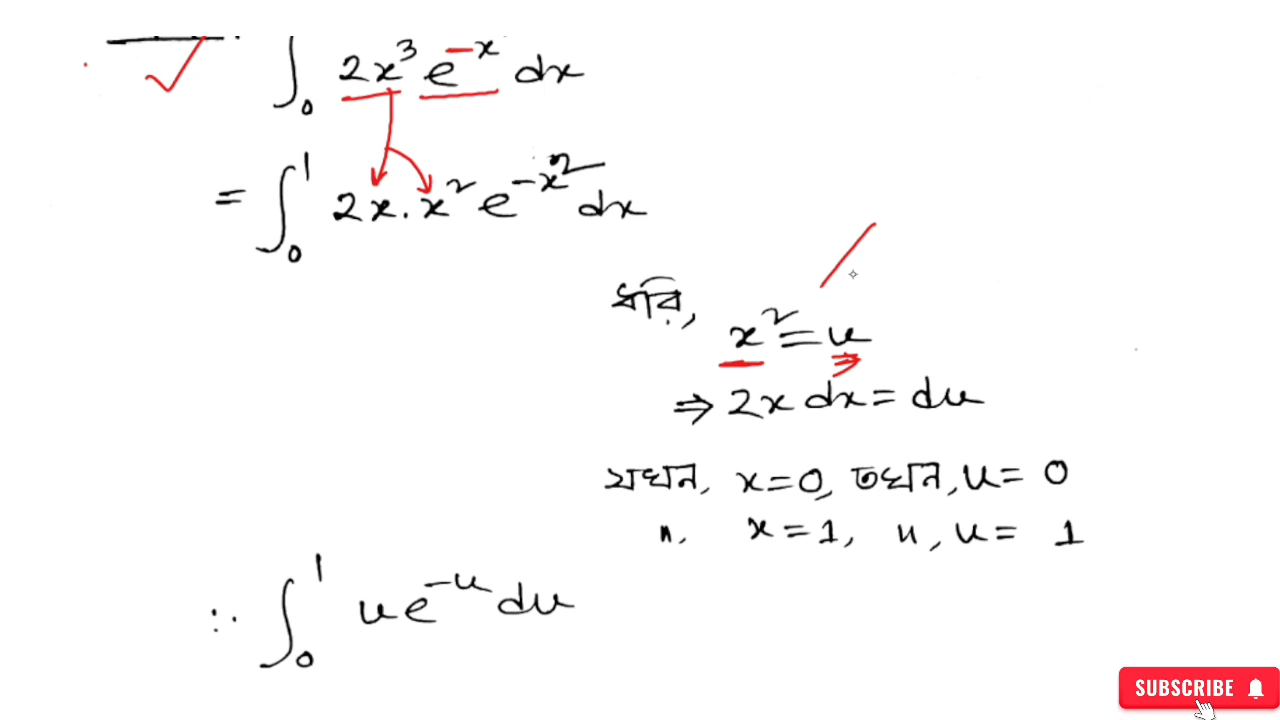 ∫₀ 2x³ e⁻ˣ dx
= ∫₀¹ 2x . x² e^(-x²) dx
ধরি,
x² = u
⇒ 2x dx = du
যখন, x = 0, তখন, u = 0
", x = 1, ", u = 1
∴ ∫₀¹ u e⁻ᵘ du
SUBSCRIBE